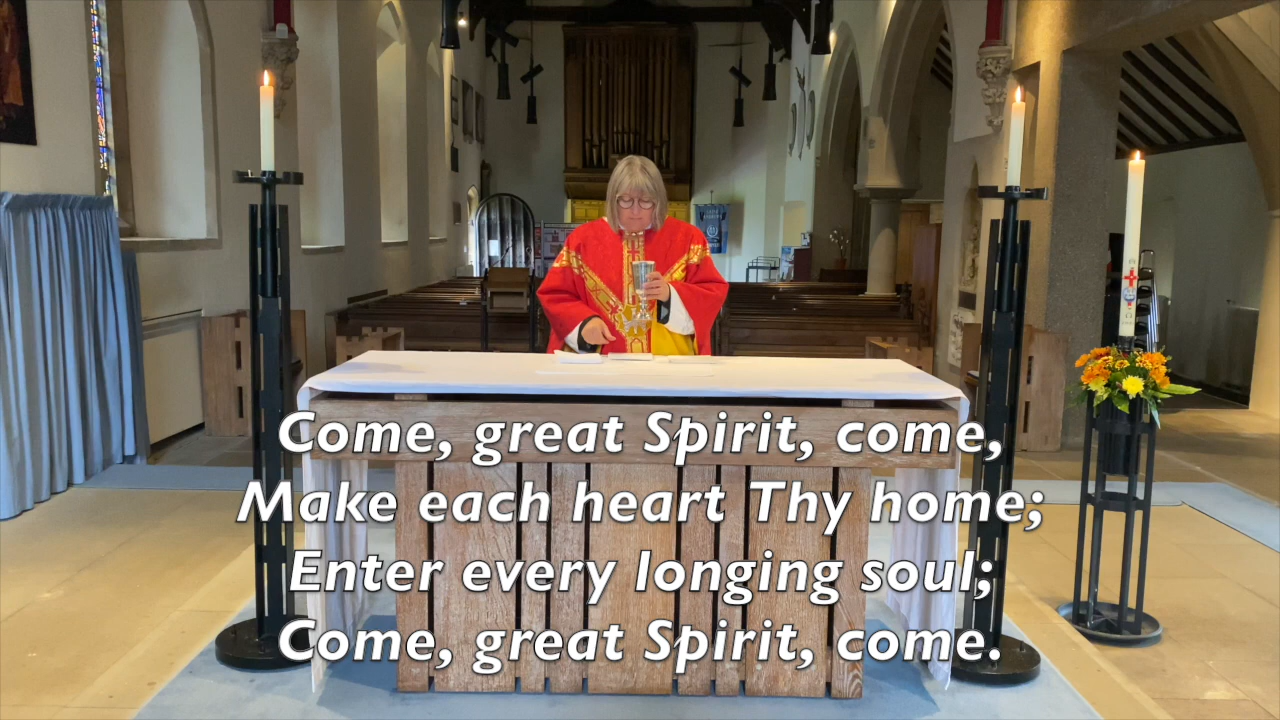 Come, great Spirit, come,
Make each heart Thy home;
Enter every longing soul;
Come, great Spirit, come.